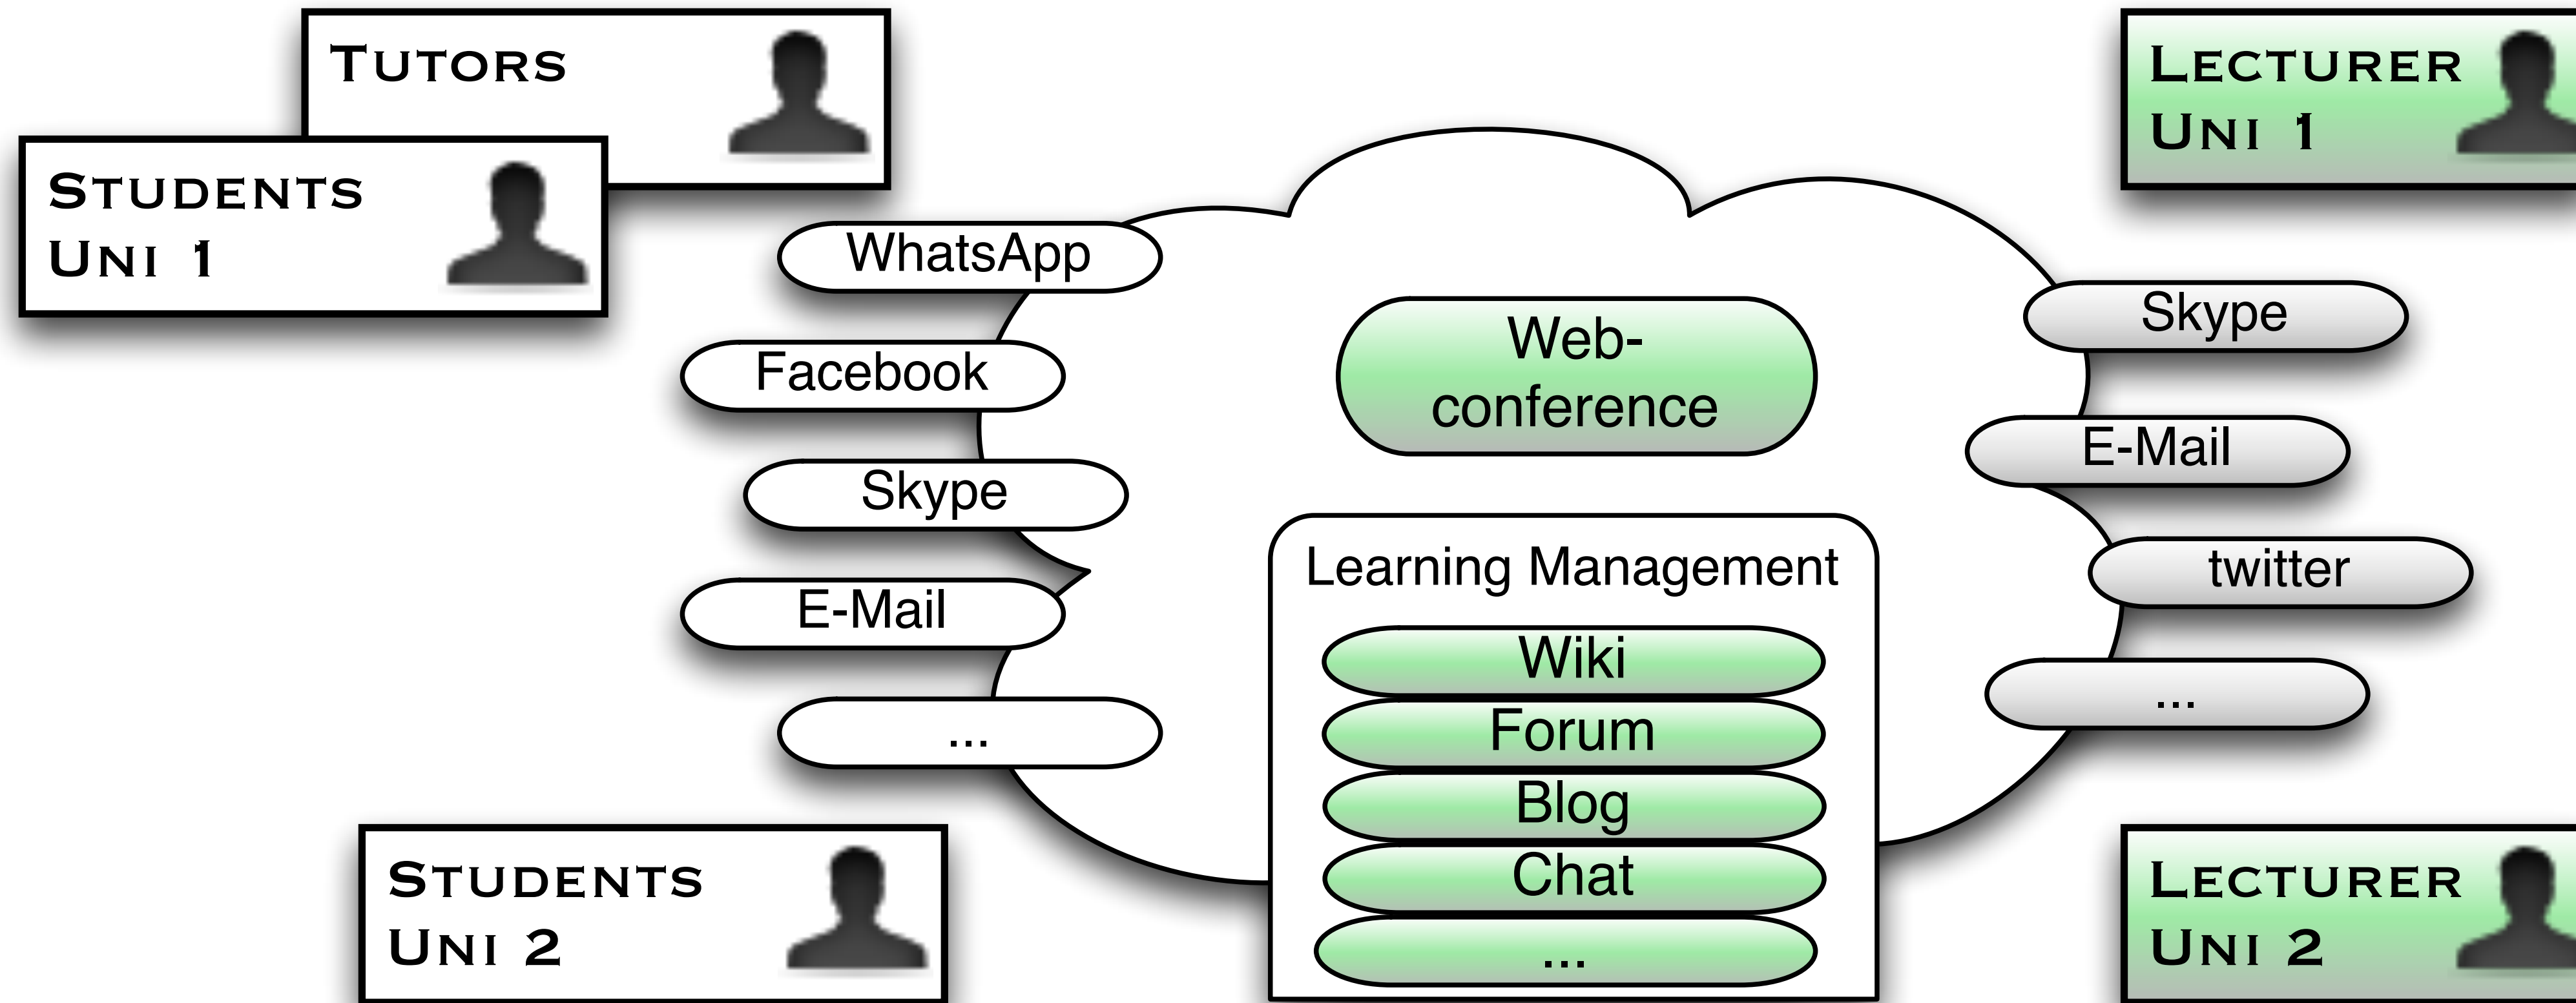 TUTORS
STUDENTS
UNI 1
LECTURER
UNI 1
WhatsApp
Facebook
Skype
E-Mail
...
Web-
conference
Learning Management
Wiki
Forum
Blog
Chat
...
Skype
E-Mail
twitter
...
STUDENTS
UNI 2
LECTURER
UNI 2